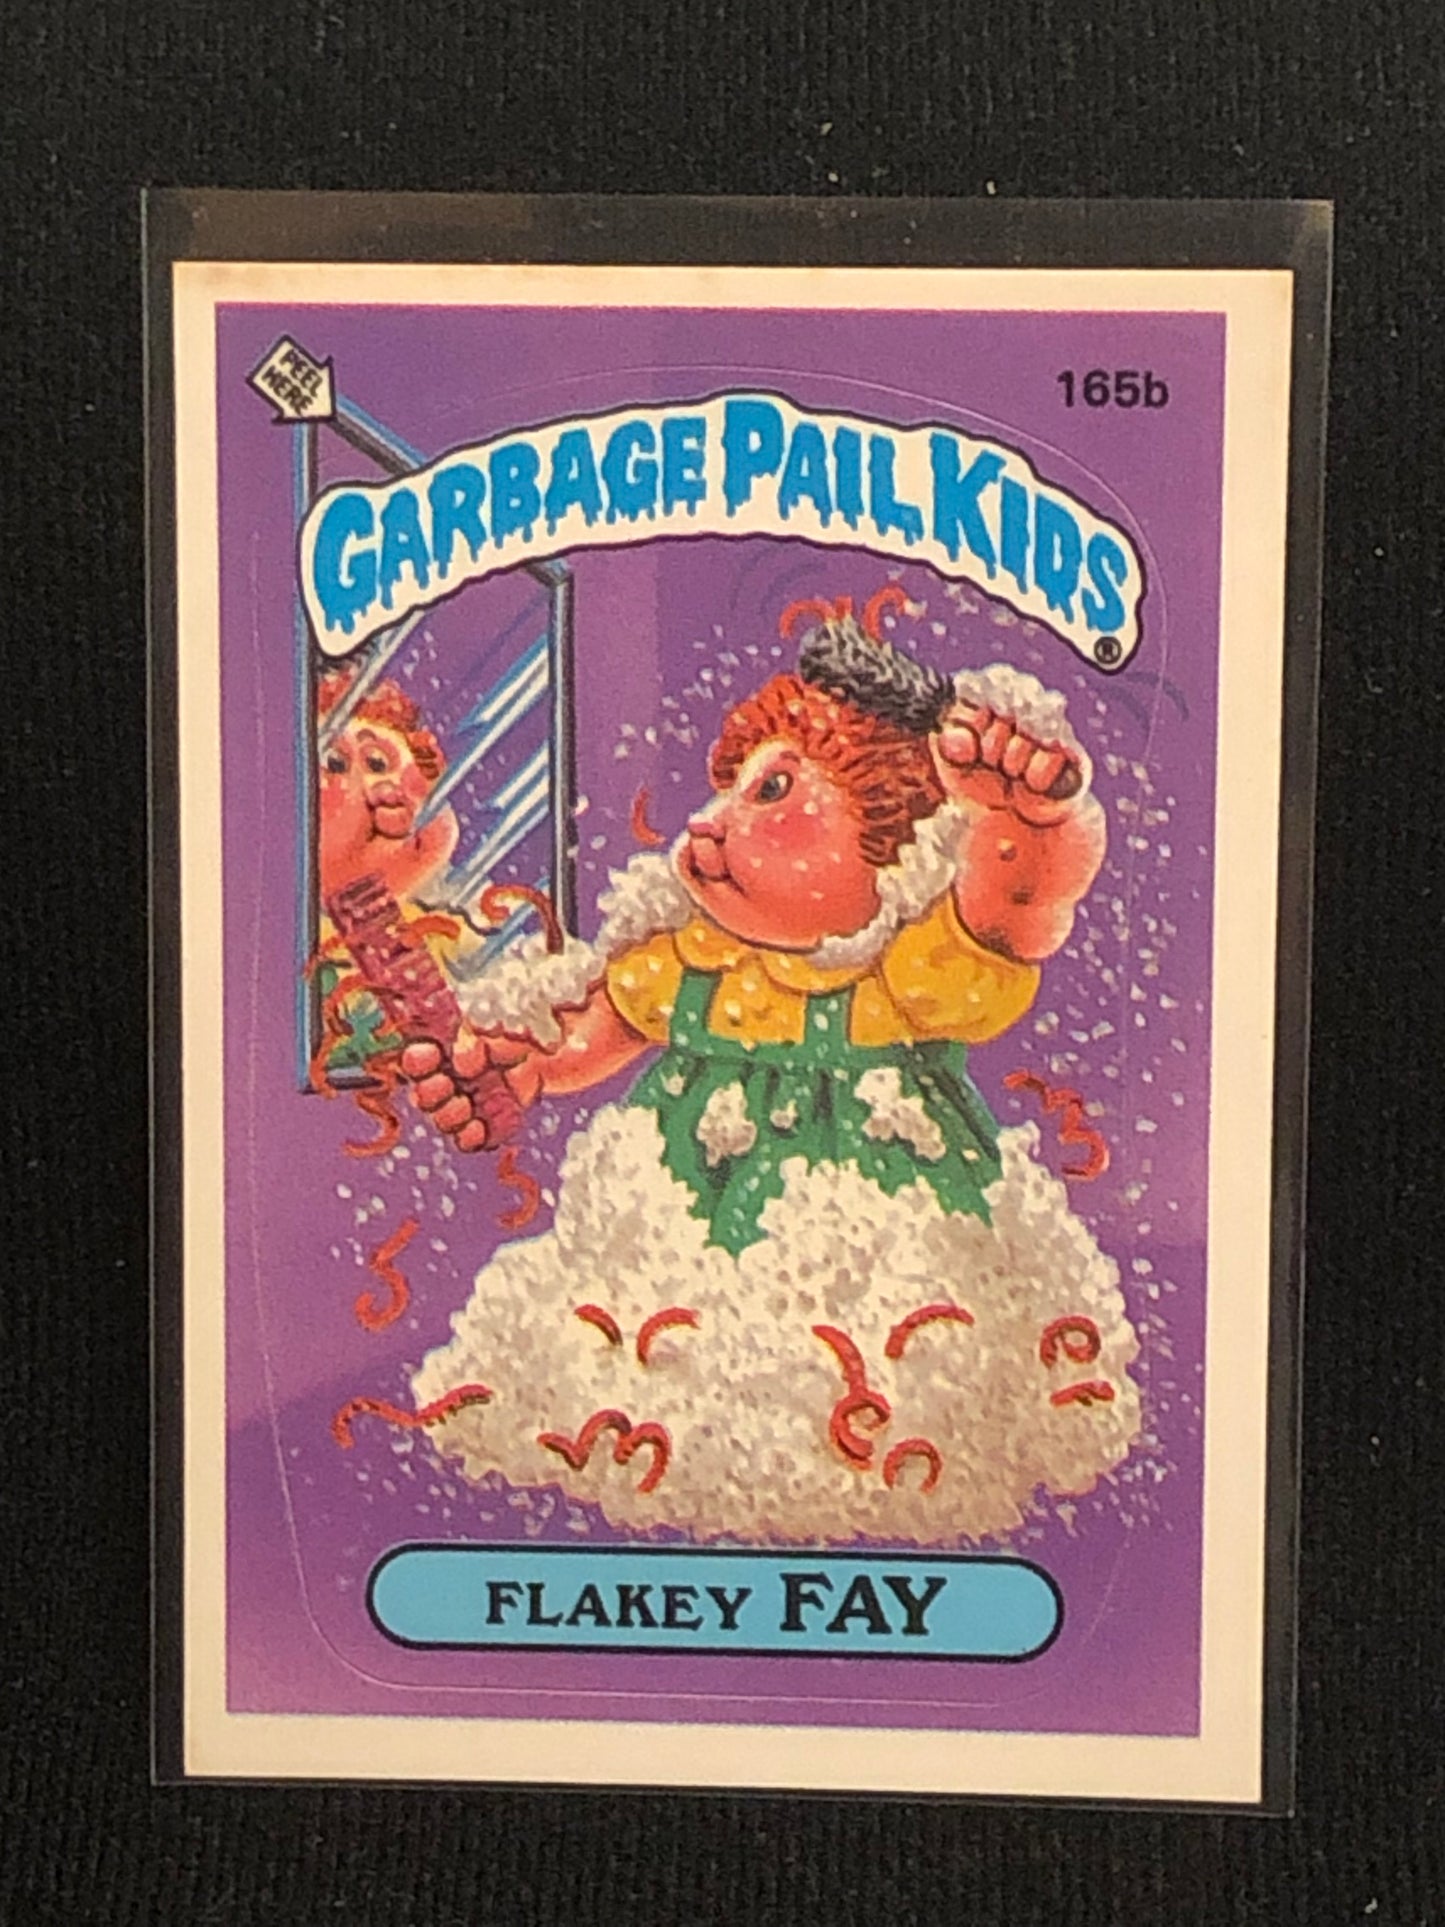 PEEL
HERE
165b
GARBAGE PAIL KIDS
®
FLAKEY FAY